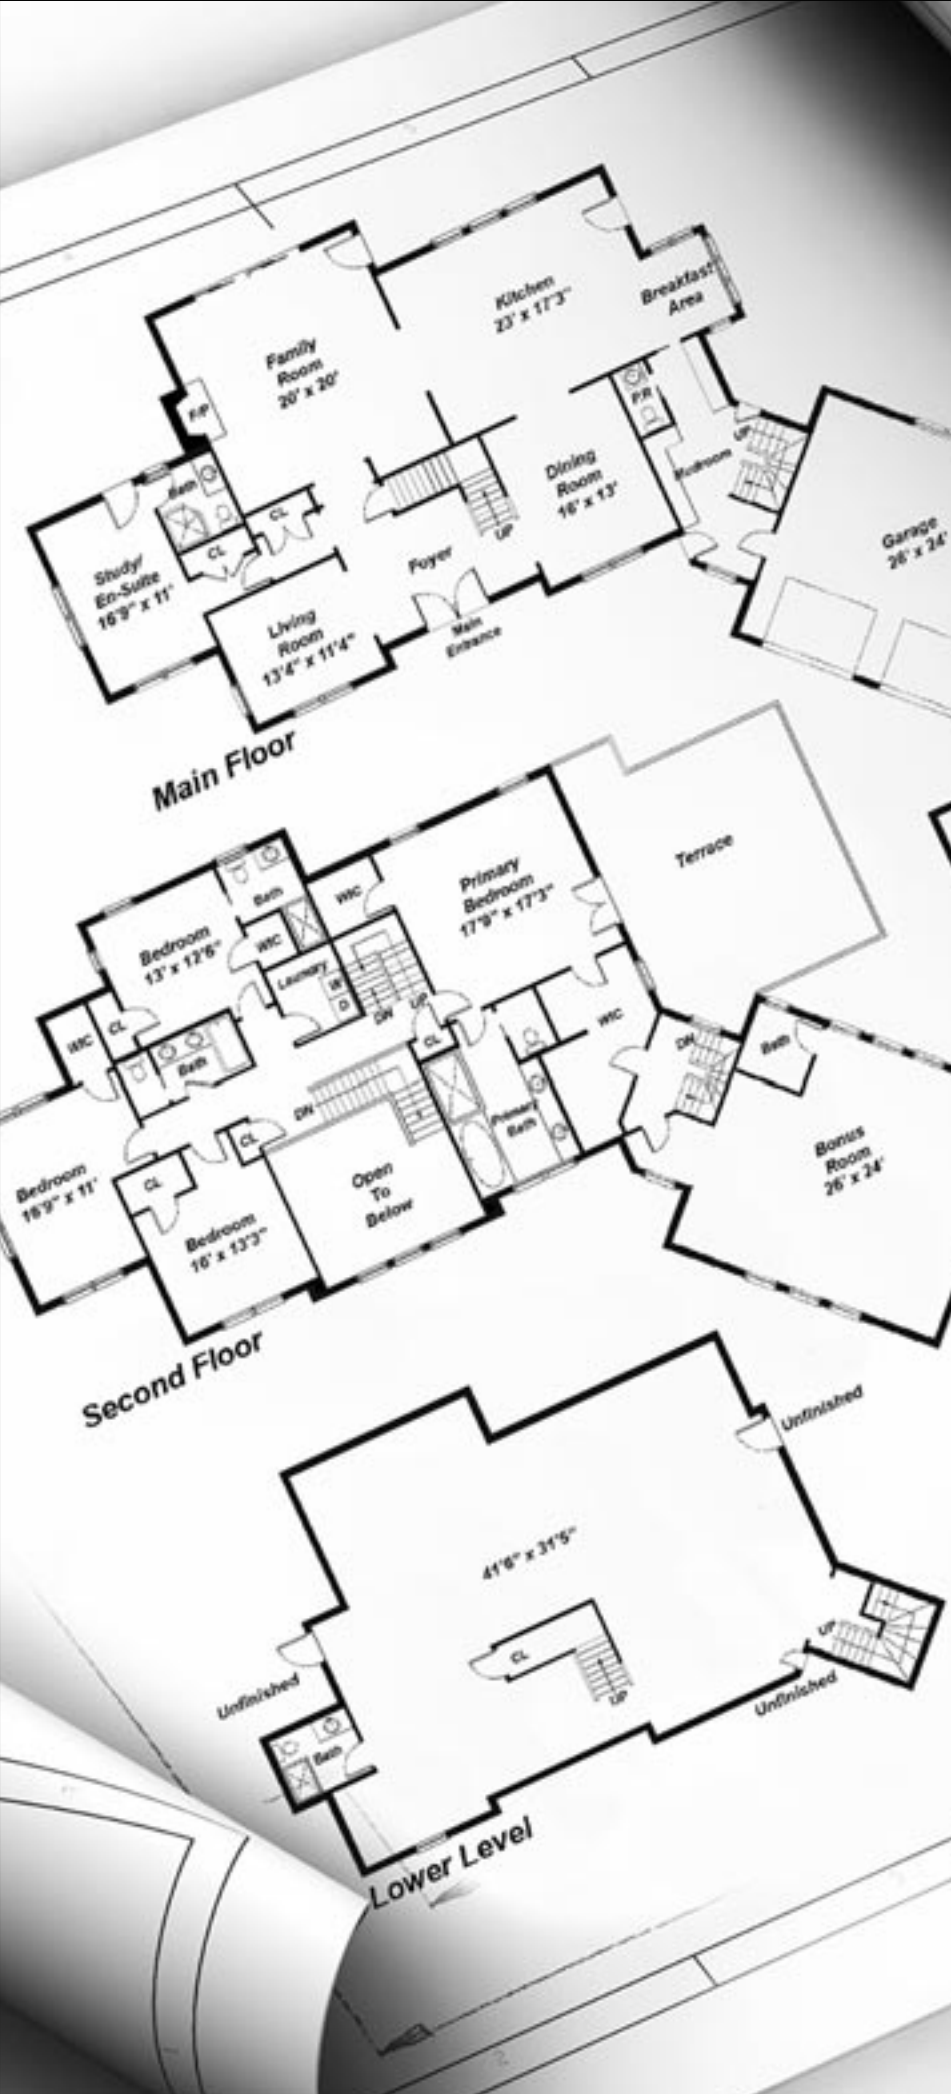 Kitchen
23' x 17'3"
Breakfast
Area
Family
Room
20' x 20'
F/P
P/R
UP
Mudroom
Dining
Room
16' x 13'
Garage
26' x 24'
Bath
CL
CL
UP
Foyer
Study/
En-Suite
16'9" x 11'
Living
Room
13'4" x 11'4"
Main
Entrance
Main Floor
Terrace
Primary
Bedroom
17'9" x 17'3"
WIC
Bath
WIC
Bedroom
13' x 12'6"
Laundry
W
D
DN
UP
CL
WIC
CL
WIC
Bath
DN
Bath
DN
Primary
Bath
CL
Bedroom
16'9" x 11'
CL
Open
To
Below
Bonus
Room
26' x 24'
Bedroom
16' x 13'3"
Second Floor
Unfinished
41'6" x 31'5"
CL
UP
UP
Unfinished
Unfinished
Bath
Lower Level